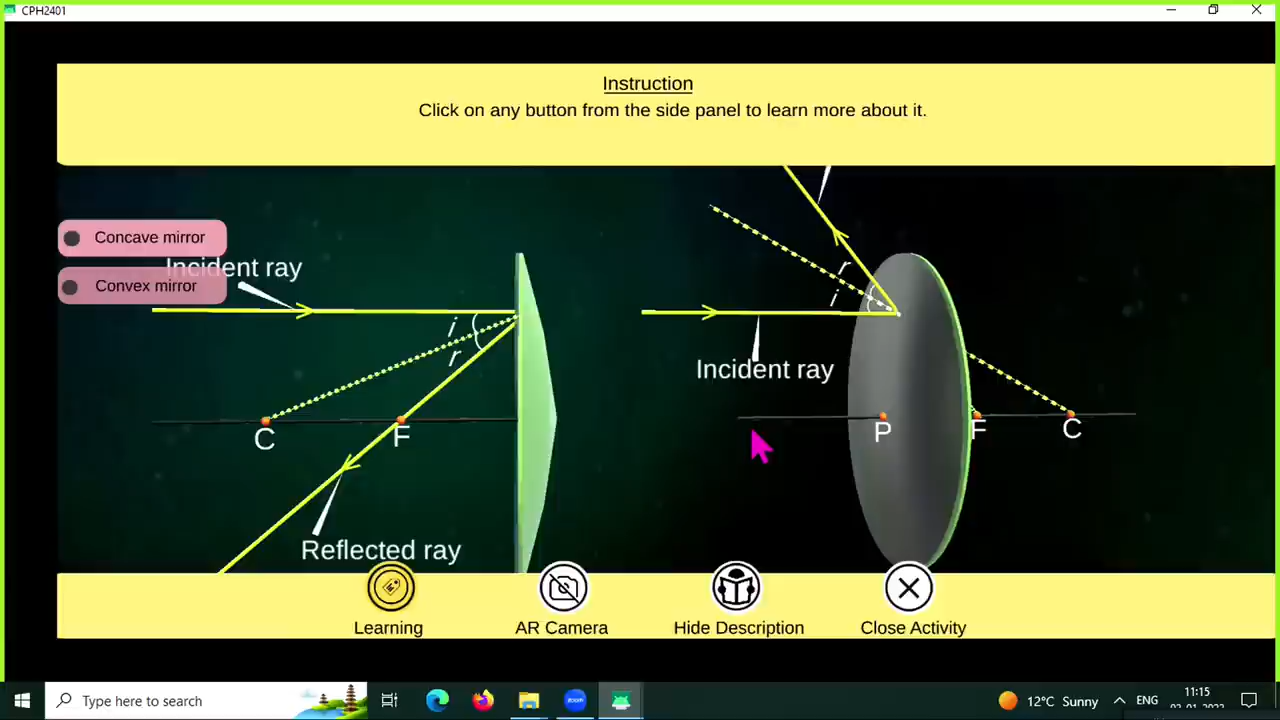 CPH2401
Instruction
Click on any button from the side panel to learn more about it.
Concave mirror
Incident ray
Convex mirror
i
r
C
F
Reflected ray
r
i
Incident ray
P
F
C
Learning
AR Camera
Hide Description
Close Activity
Type here to search
zoom
12°C Sunny
ENG
11:15